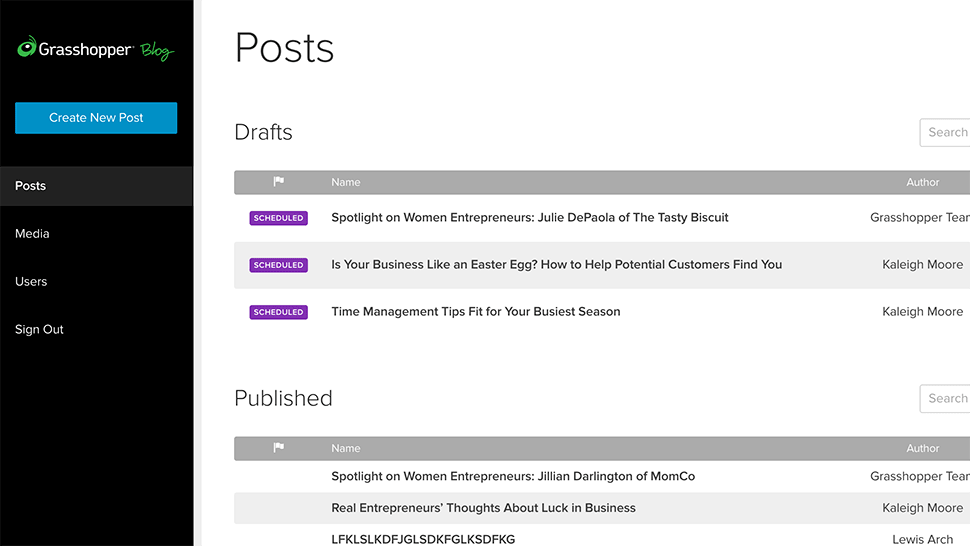 Grasshopper Blog
Create New Post
Posts
Media
Users
Sign Out
Posts
Drafts
Search
Name Author
SCHEDULED Spotlight on Women Entrepreneurs: Julie DePaola of The Tasty Biscuit Grasshopper Team
SCHEDULED Is Your Business Like an Easter Egg? How to Help Potential Customers Find You Kaleigh Moore
SCHEDULED Time Management Tips Fit for Your Busiest Season Kaleigh Moore
Published
Search
Name Author
Spotlight on Women Entrepreneurs: Jillian Darlington of MomCo Grasshopper Team
Real Entrepreneurs’ Thoughts About Luck in Business Kaleigh Moore
LFKLSLKDFJGLSDKFGLKSDFKG Lewis Arch